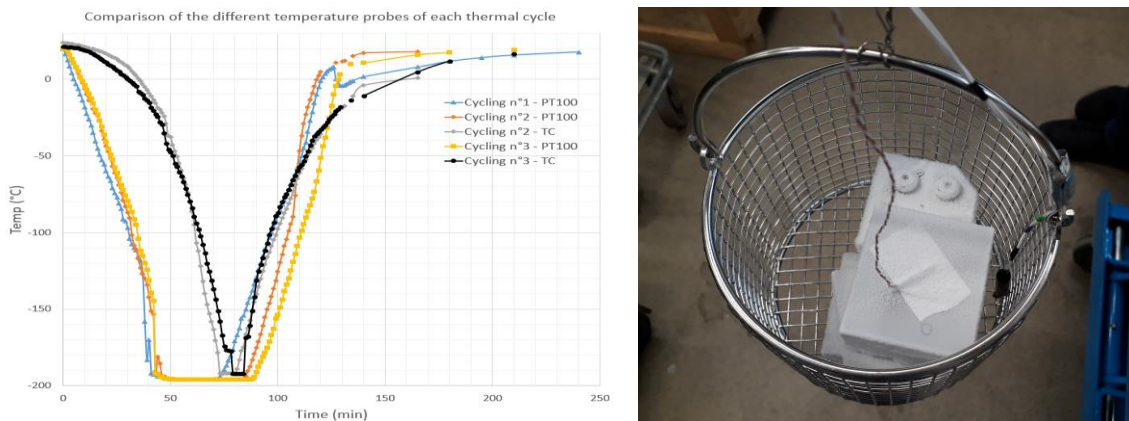 Comparison of the different temperature probes of each thermal cycle
0
-50
-100
-150
-200
Temp (°C)
Cycling n°1 - PT100
Cycling n°2 - PT100
Cycling n°2 - TC
Cycling n°3 - PT100
Cycling n°3 - TC
0 50 100 150 200 250
Time (min)